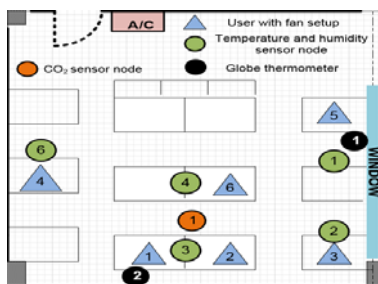 A/C
User with fan setup
Temperature and humidity
sensor node
CO₂ sensor node
Globe thermometer
5
1
6
1
4
4
6
WINDOW
1
2
3
1
2
3
2